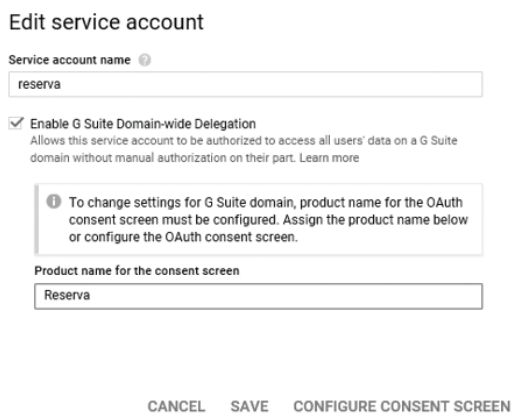 Edit service account
Service account name
reserva
Enable G Suite Domain-wide Delegation
Allows this service account to be authorized to access all users' data on a G Suite
domain without manual authorization on their part. Learn more
To change settings for G Suite domain, product name for the OAuth
consent screen must be configured. Assign the product name below
or configure the OAuth consent screen.
Product name for the consent screen
Reserva
CANCEL SAVE CONFIGURE CONSENT SCREEN